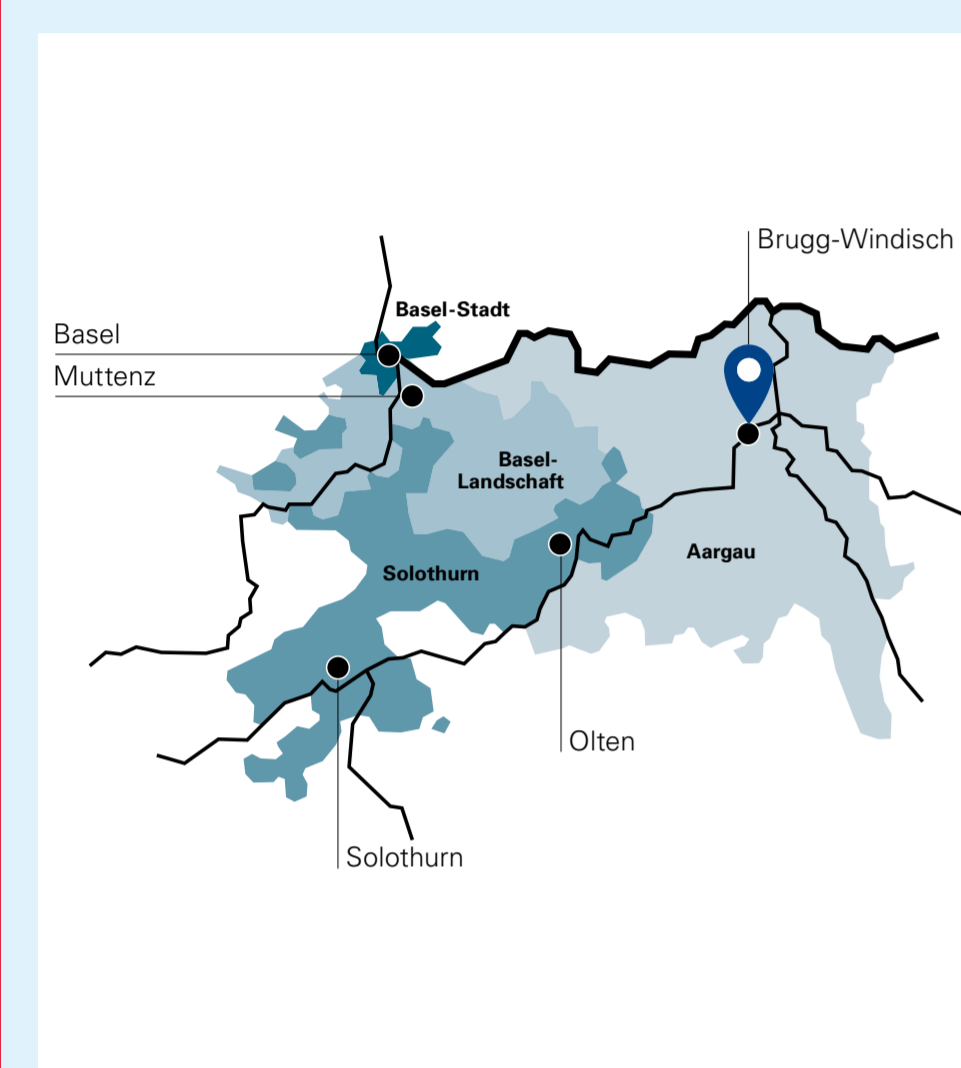 Brugg-Windisch
Basel-Stadt
Basel
Muttenz
Basel-
Landschaft
Aargau
Solothurn
Olten
Solothurn